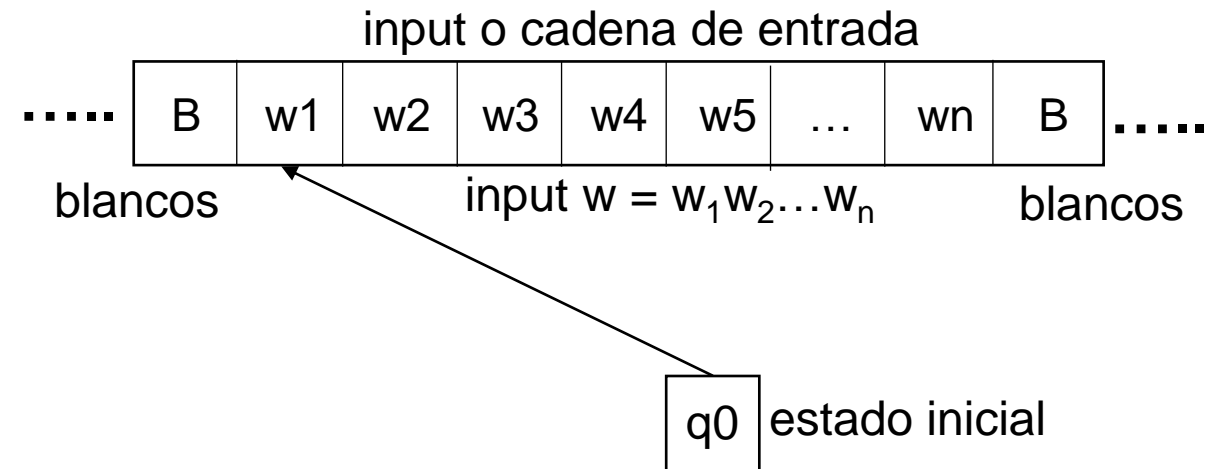 input o cadena de entrada
..... B w1 w2 w3 w4 w5 … wn B .....
blancos input w = w₁w₂…wₙ blancos
q0 estado inicial